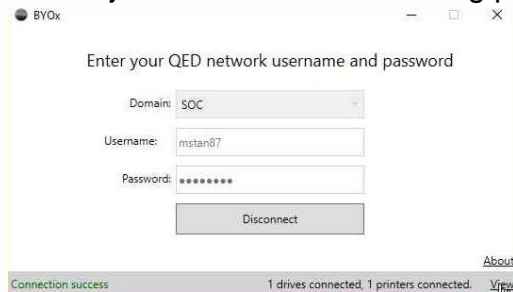 BYOx
Enter your QED network username and password
Domain: SOC
Username: mstan87
Password: ••••••••
Disconnect
About
Connection success 1 drives connected, 1 printers connected. View